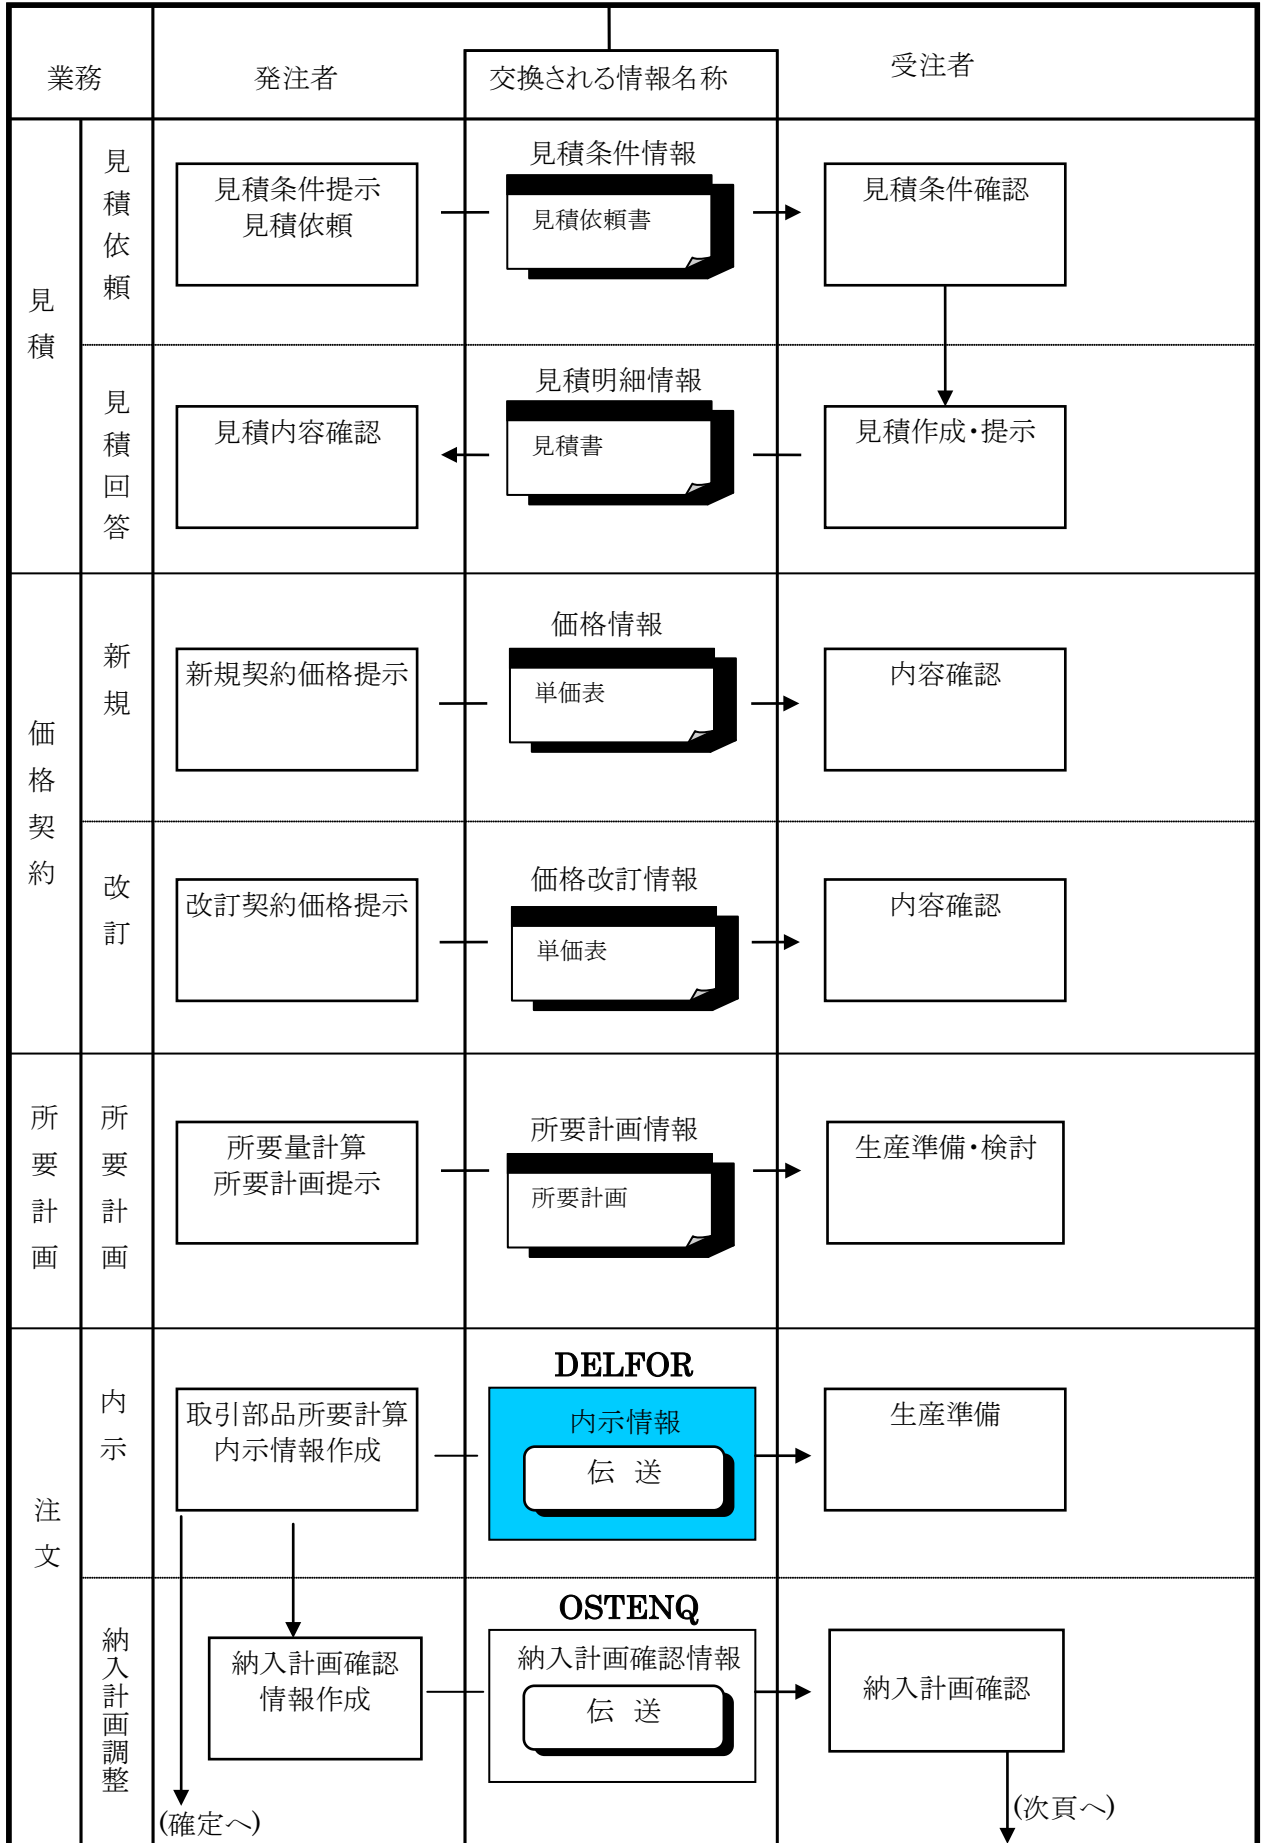 業務
発注者
交換される情報名称
受注者
見積
見積依頼
見積条件提示
見積依頼
見積条件情報
見積依頼書
見積条件確認
見積回答
見積内容確認
見積明細情報
見積書
見積作成・提示
価格契約
新規
新規契約価格提示
価格情報
単価表
内容確認
改訂
改訂契約価格提示
価格改訂情報
単価表
内容確認
所要計画
所要計画
所要量計算
所要計画提示
所要計画情報
所要計画
生産準備・検討
注文
内示
取引部品所要計算
内示情報作成
DELFOR
内示情報
伝 送
生産準備
納入計画調整
納入計画確認
情報作成
OSTENQ
納入計画確認情報
伝 送
納入計画確認
(確定へ)
(次頁へ)